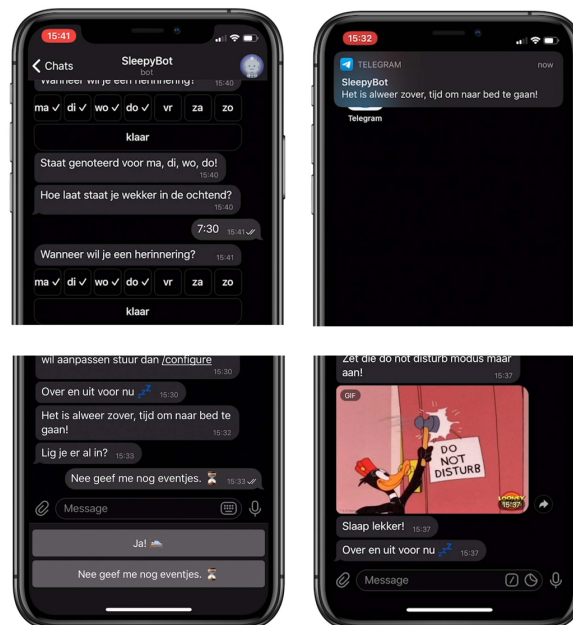 15:41
Chats
SleepyBot
bot
Wanneer wil je een herinnering?
15:40
ma ✓ di ✓ wo ✓ do ✓ vr za zo
klaar
Staat genoteerd voor ma, di, wo, do!
15:40
Hoe laat staat je wekker in de ochtend?
15:40
7:30 15:41
Wanneer wil je een herinnering? 15:41
ma ✓ di ✓ wo ✓ do ✓ vr za zo
klaar
15:32
TELEGRAM now
SleepyBot
Het is alweer zover, tijd om naar bed te gaan!
Telegram
wil aanpassen stuur dan /configure
15:30
Over en uit voor nu 💤 15:30
Het is alweer zover, tijd om naar bed te
gaan! 15:32
Lig je er al in? 15:33
Nee geef me nog eventjes. ⏳ 15:33
Message
Ja! 🛌
Nee geef me nog eventjes. ⏳
Zet die do not disturb modus maar
aan! 15:37
GIF
DO
NOT
DISTURB
LOONEY
15:37
Slaap lekker! 15:37
Over en uit voor nu 💤 15:37
Message